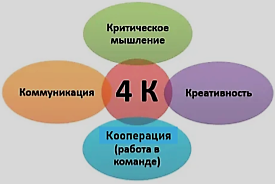 Критическое
мышление
Коммуникация
4 К
Креативность
Кооперация
(работа в
команде)